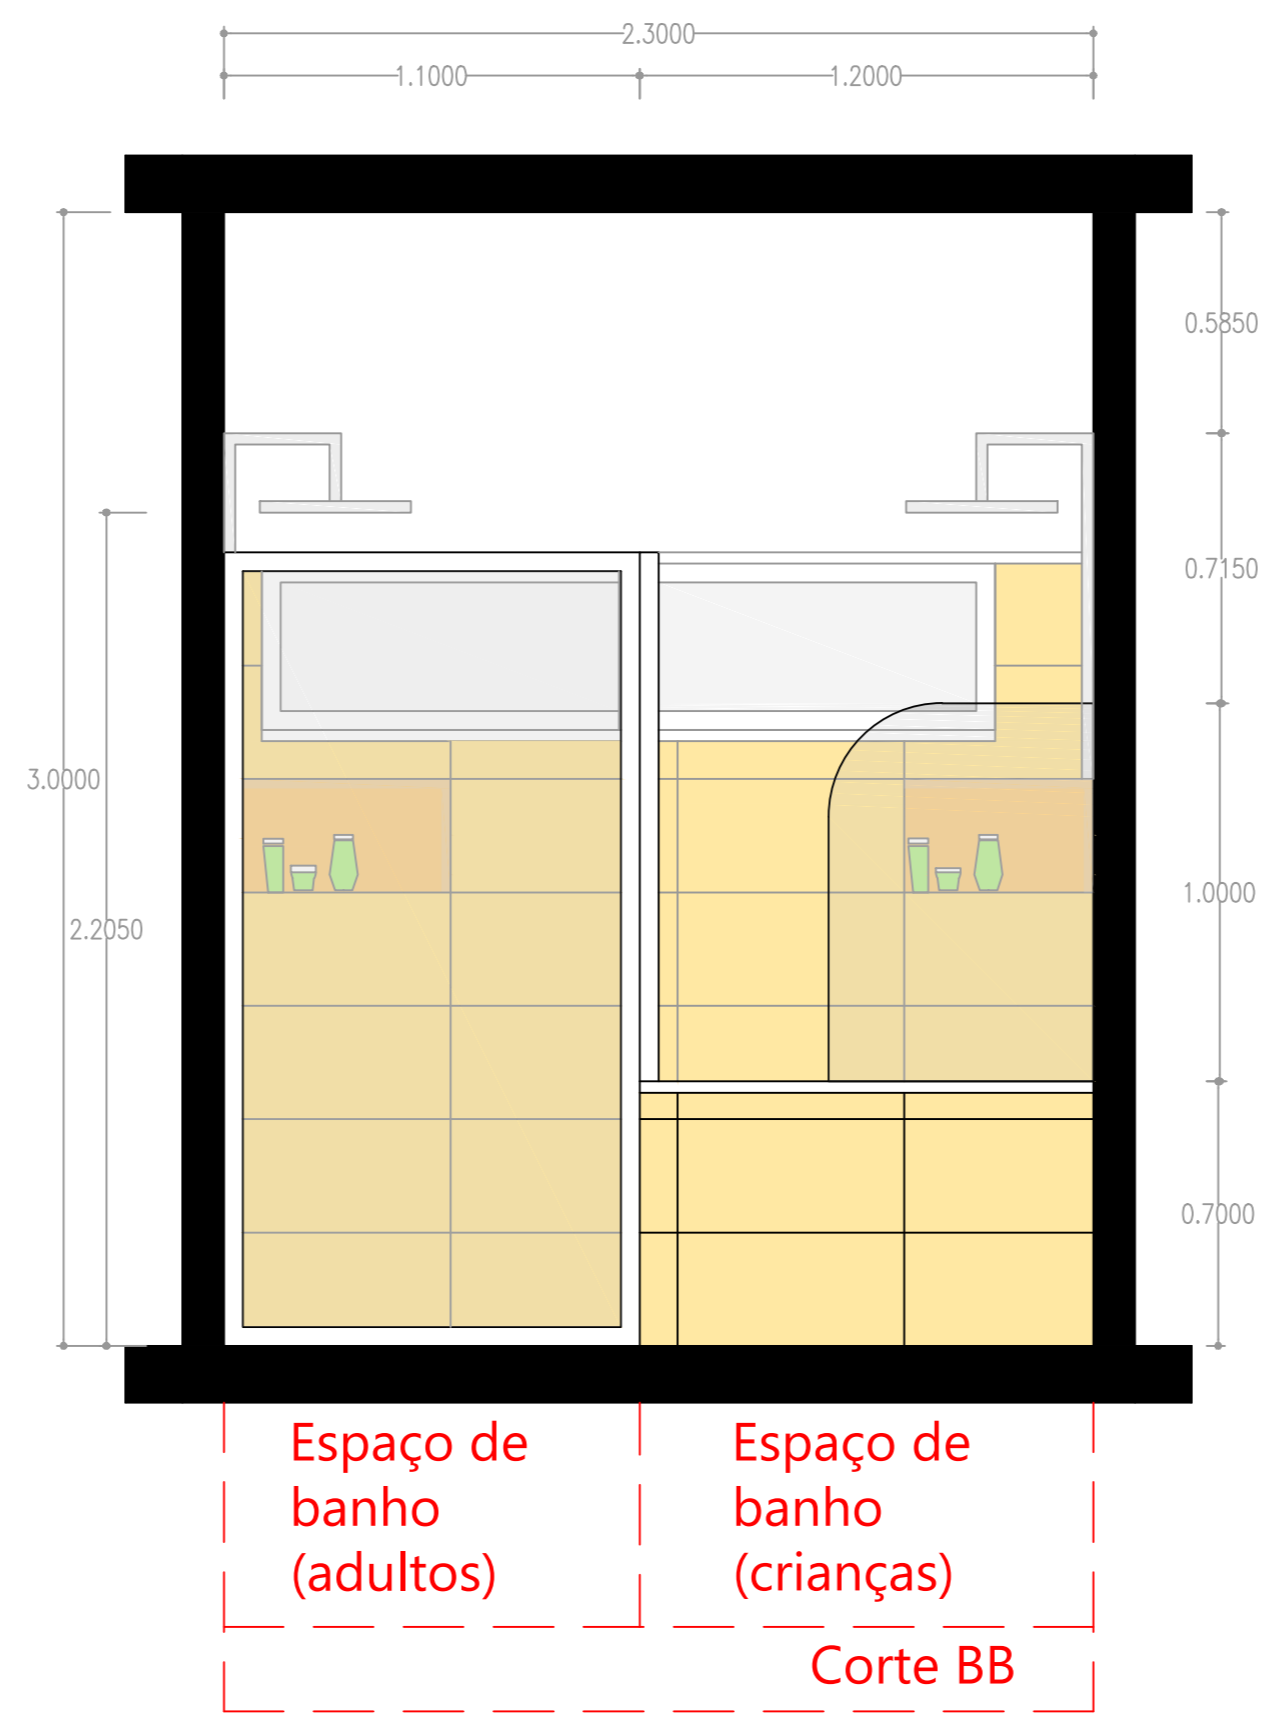 2.3000
1.1000
1.2000
0.5850
0.7150
3.0000
1.0000
2.2050
0.7000
Espaço de
banho
(adultos)
Espaço de
banho
(crianças)
Corte BB